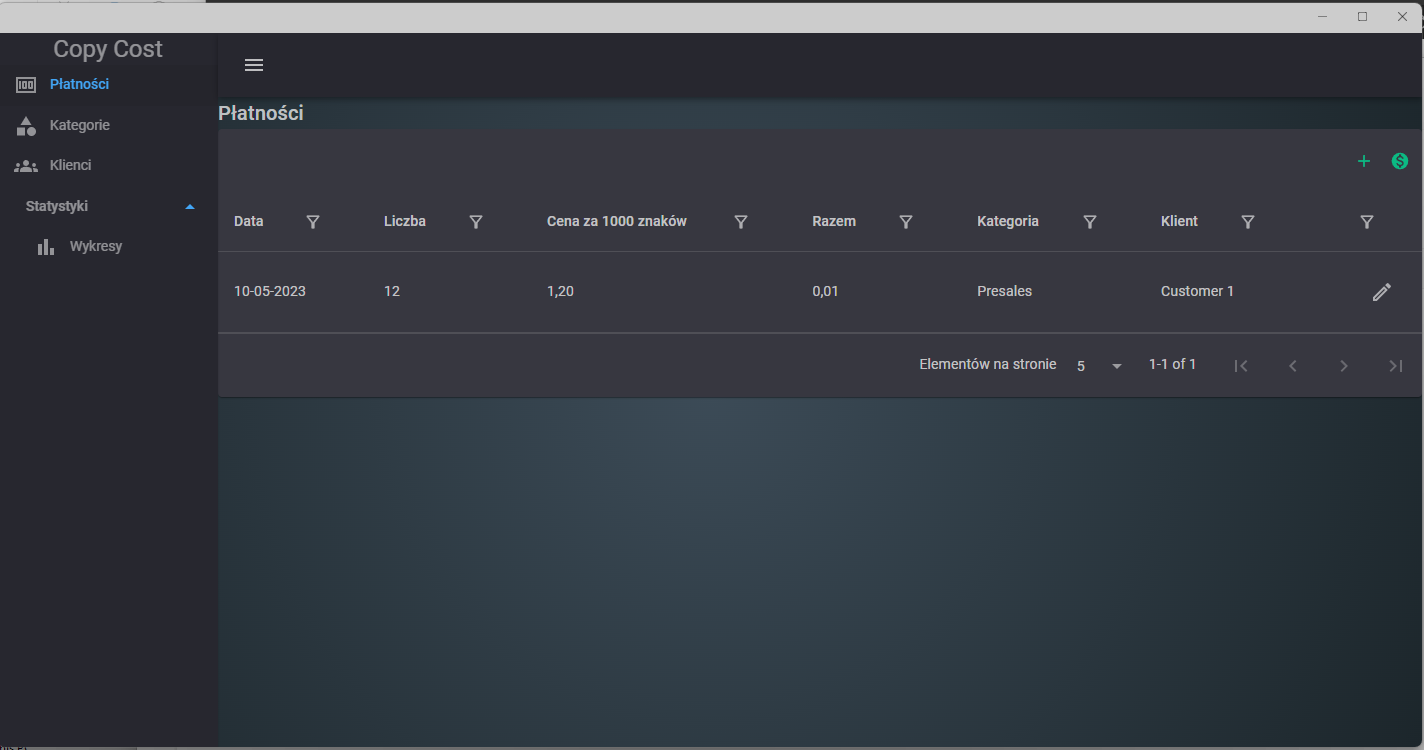 Copy Cost
Płatności
Kategorie
Klienci
Statystyki
Wykresy
Płatności
Data Liczba Cena za 1000 znaków Razem Kategoria Klient
10-05-2023 12 1,20 0,01 Presales Customer 1
Elementów na stronie 5 1-1 of 1